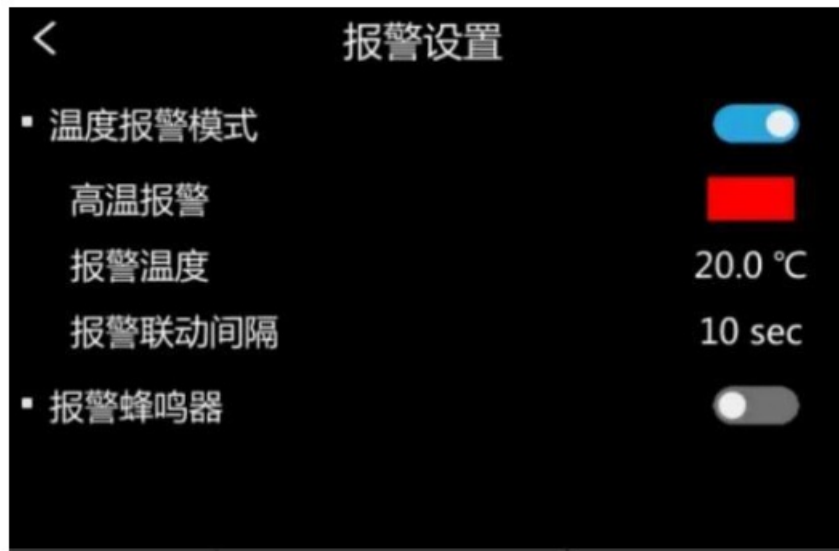 报警设置
温度报警模式
高温报警
报警温度 20.0 ℃
报警联动间隔 10 sec
报警蜂鸣器